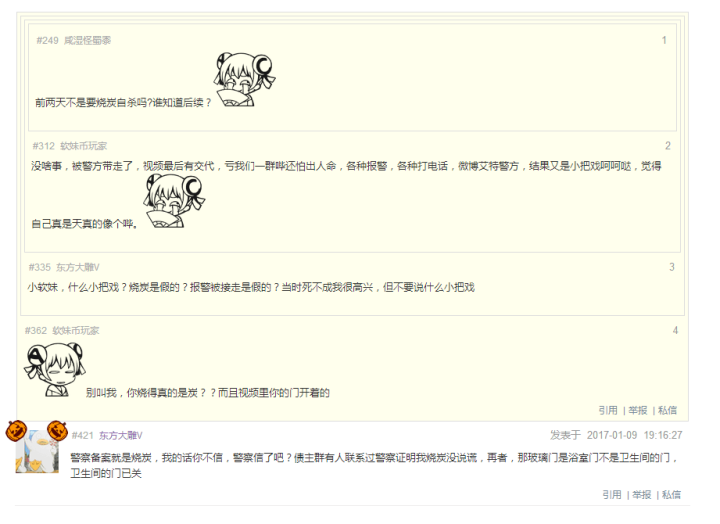 #249 咸湿怪蜀黍 1
前两天不是要烧炭自杀吗?谁知道后续?
#312 软妹币玩家 2
没啥事,被警方带走了,视频最后有交代,亏我们一群哗还怕出人命,各种报警,各种打电话,微博艾特警方,结果又是小把戏呵呵哒,觉得
自己真是天真的像个哗。
#335 东方大雕V 3
小软妹,什么小把戏?烧炭是假的?报警被接走是假的?当时死不成我很高兴,但不要说什么小把戏
#362 软妹币玩家 4
别叫我,你烧得真的是炭??而且视频里你的门开着的
引用 | 举报 | 私信
#421 东方大雕V 发表于 2017-01-09 19:16:27
警察备案就是烧炭,我的话你不信,警察信了吧?债主群有人联系过警察证明我烧炭没说谎,再者,那玻璃门是浴室门不是卫生间的门,
卫生间的门已关
引用 | 举报 | 私信